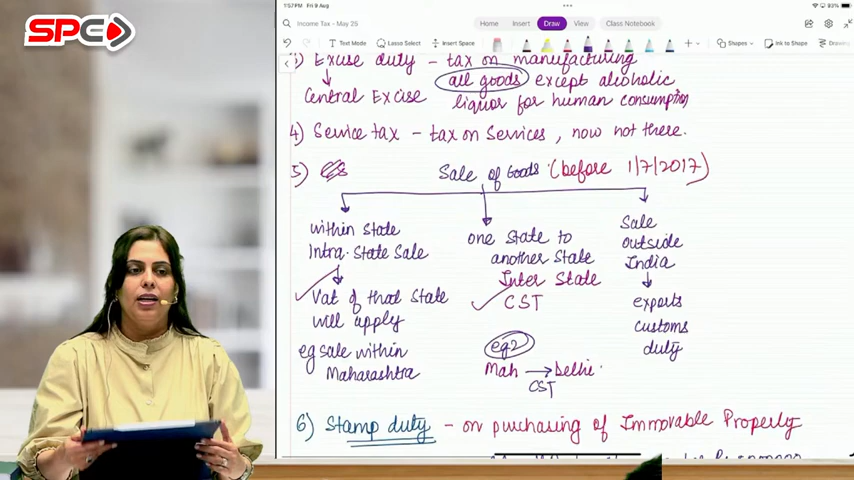 1:57PM Fri 9 Aug
93%
SPC
Income Tax - May 25
Home Insert Draw View Class Notebook
Text Mode Lasso Select Insert Space Shapes Ink to Shape
3) Excise duty - tax on manufacturing
all goods except alcoholic
Central Excise liquor for human consumption
4) Service tax - tax on Services, now not there.
5) Sale of Goods (before 1/7/2017)
within State
Intra-State Sale
Vat of that State
will apply
eg sale within
Maharashtra
one State to
another State
Inter State
CST
eg2
Mah → Delhi
CST
Sale
outside
India
exports
customs
duty
6) Stamp duty - on purchasing of Immovable Property